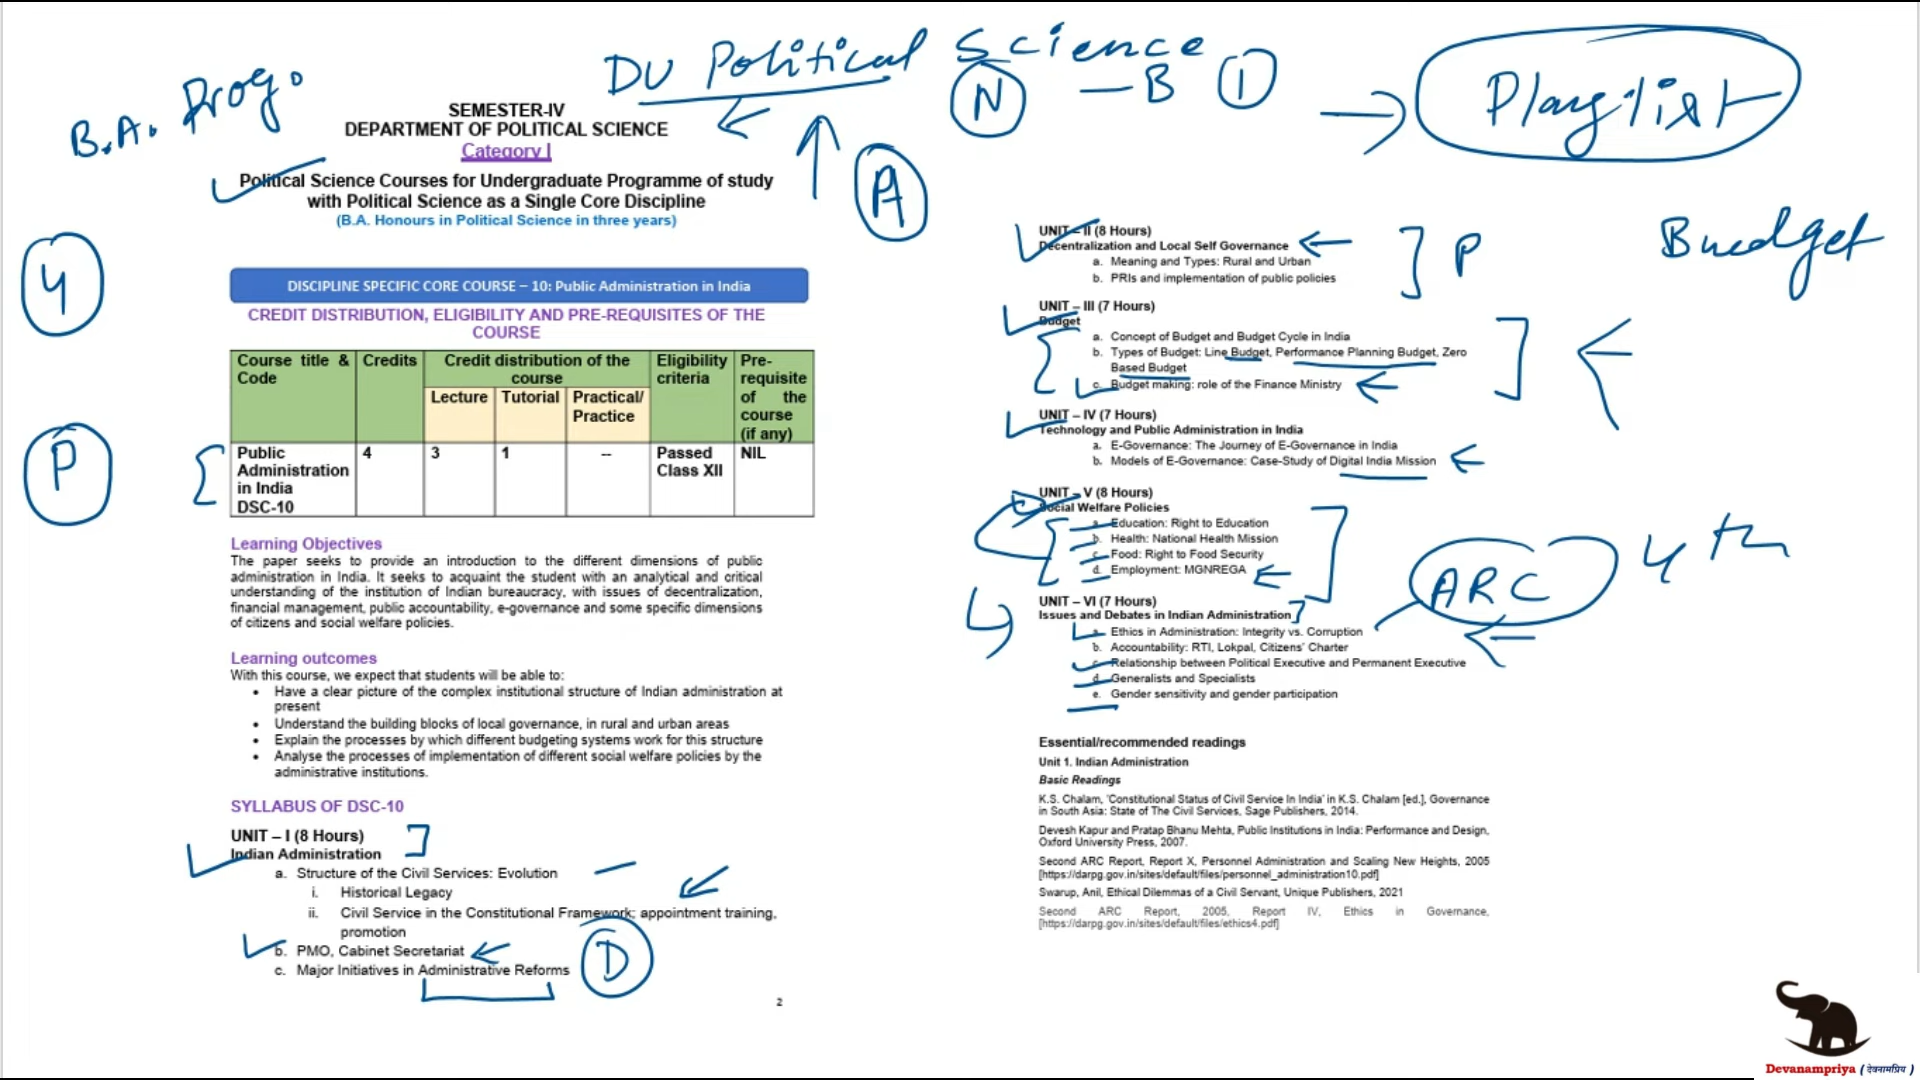 B.A. Prog.
DU Political Science
N - B 1
Playlist
SEMESTER-IV
DEPARTMENT OF POLITICAL SCIENCE
Category I
Political Science Courses for Undergraduate Programme of study
with Political Science as a Single Core Discipline
(B.A. Honours in Political Science in three years)
A
4
P
DISCIPLINE SPECIFIC CORE COURSE – 10: Public Administration in India
CREDIT DISTRIBUTION, ELIGIBILITY AND PRE-REQUISITES OF THE
COURSE
Course title & Code | Credits | Credit distribution of the course | Eligibility criteria | Pre-requisite of the course (if any)
Lecture | Tutorial | Practical/ Practice
Public Administration in India DSC-10 | 4 | 3 | 1 | -- | Passed Class XII | NIL
Learning Objectives
The paper seeks to provide an introduction to the different dimensions of public
administration in India. It seeks to acquaint the student with an analytical and critical
understanding of the institution of Indian bureaucracy, with issues of decentralization,
financial management, public accountability, e-governance and some specific dimensions
of citizens and social welfare policies.
Learning outcomes
With this course, we expect that students will be able to:
• Have a clear picture of the complex institutional structure of Indian administration at
present
• Understand the building blocks of local governance, in rural and urban areas
• Explain the processes by which different budgeting systems work for this structure
• Analyse the processes of implementation of different social welfare policies by the
administrative institutions.
SYLLABUS OF DSC-10
UNIT – I (8 Hours)
Indian Administration
a. Structure of the Civil Services: Evolution
i. Historical Legacy
ii. Civil Service in the Constitutional Framework: appointment training,
promotion
b. PMO, Cabinet Secretariat
c. Major Initiatives in Administrative Reforms
D
2
UNIT – II (8 Hours)
Decentralization and Local Self Governance
a. Meaning and Types: Rural and Urban
b. PRIs and implementation of public policies
P
Budget
UNIT – III (7 Hours)
Budget
a. Concept of Budget and Budget Cycle in India
b. Types of Budget: Line Budget, Performance Planning Budget, Zero
Based Budget
c. Budget making: role of the Finance Ministry
UNIT – IV (7 Hours)
Technology and Public Administration in India
a. E-Governance: The Journey of E-Governance in India
b. Models of E-Governance: Case-Study of Digital India Mission
UNIT – V (8 Hours)
Social Welfare Policies
a. Education: Right to Education
b. Health: National Health Mission
c. Food: Right to Food Security
d. Employment: MGNREGA
ARC 4th
UNIT – VI (7 Hours)
Issues and Debates in Indian Administration
a. Ethics in Administration: Integrity vs. Corruption
b. Accountability: RTI, Lokpal, Citizens' Charter
c. Relationship between Political Executive and Permanent Executive
d. Generalists and Specialists
e. Gender sensitivity and gender participation
Essential/recommended readings
Unit 1. Indian Administration
Basic Readings
K.S. Chalam, 'Constitutional Status of Civil Service In India' in K.S. Chalam [ed.], Governance
in South Asia: State of The Civil Services, Sage Publishers, 2014.
Devesh Kapur and Pratap Bhanu Mehta, Public Institutions in India: Performance and Design,
Oxford University Press, 2007.
Second ARC Report, Report X, Personnel Administration and Scaling New Heights, 2005
[https://darpg.gov.in/sites/default/files/personnel_administration10.pdf]
Swarup, Anil, Ethical Dilemmas of a Civil Servant, Unique Publishers, 2021
Second ARC Report, 2005, Report IV, Ethics in Governance,
[https://darpg.gov.in/sites/default/files/ethics4.pdf]
Devanampriya ( देवनामप्रिय )